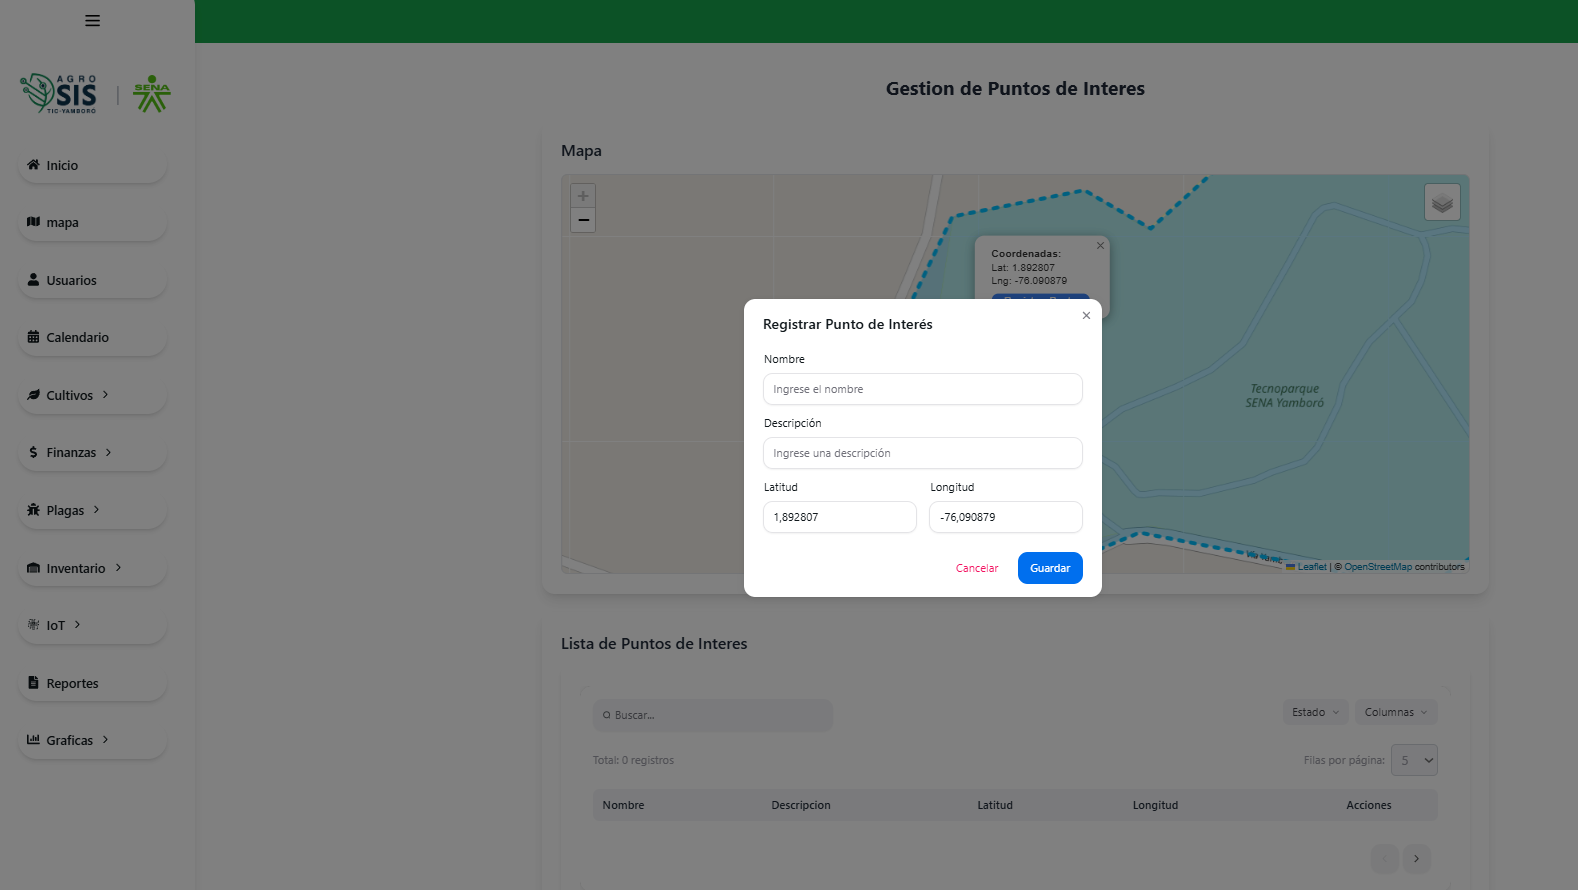 AGRO
SIS
TIC-YAMBORÓ
SENA
Inicio
mapa
Usuarios
Calendario
Cultivos
Finanzas
Plagas
Inventario
IoT
Reportes
Graficas
Gestion de Puntos de Interes
Mapa
+
−
Coordenadas:
Lat: 1.892807
Lng: -76.090879
Tecnoparque
SENA Yamboró
Leaflet | © OpenStreetMap contributors
Registrar Punto de Interés
Nombre
Ingrese el nombre
Descripción
Ingrese una descripción
Latitud Longitud
1,892807 -76,090879
Cancelar Guardar
Lista de Puntos de Interes
Buscar...
Estado Columnas
Total: 0 registros
Filas por página: 5
Nombre Descripcion Latitud Longitud Acciones